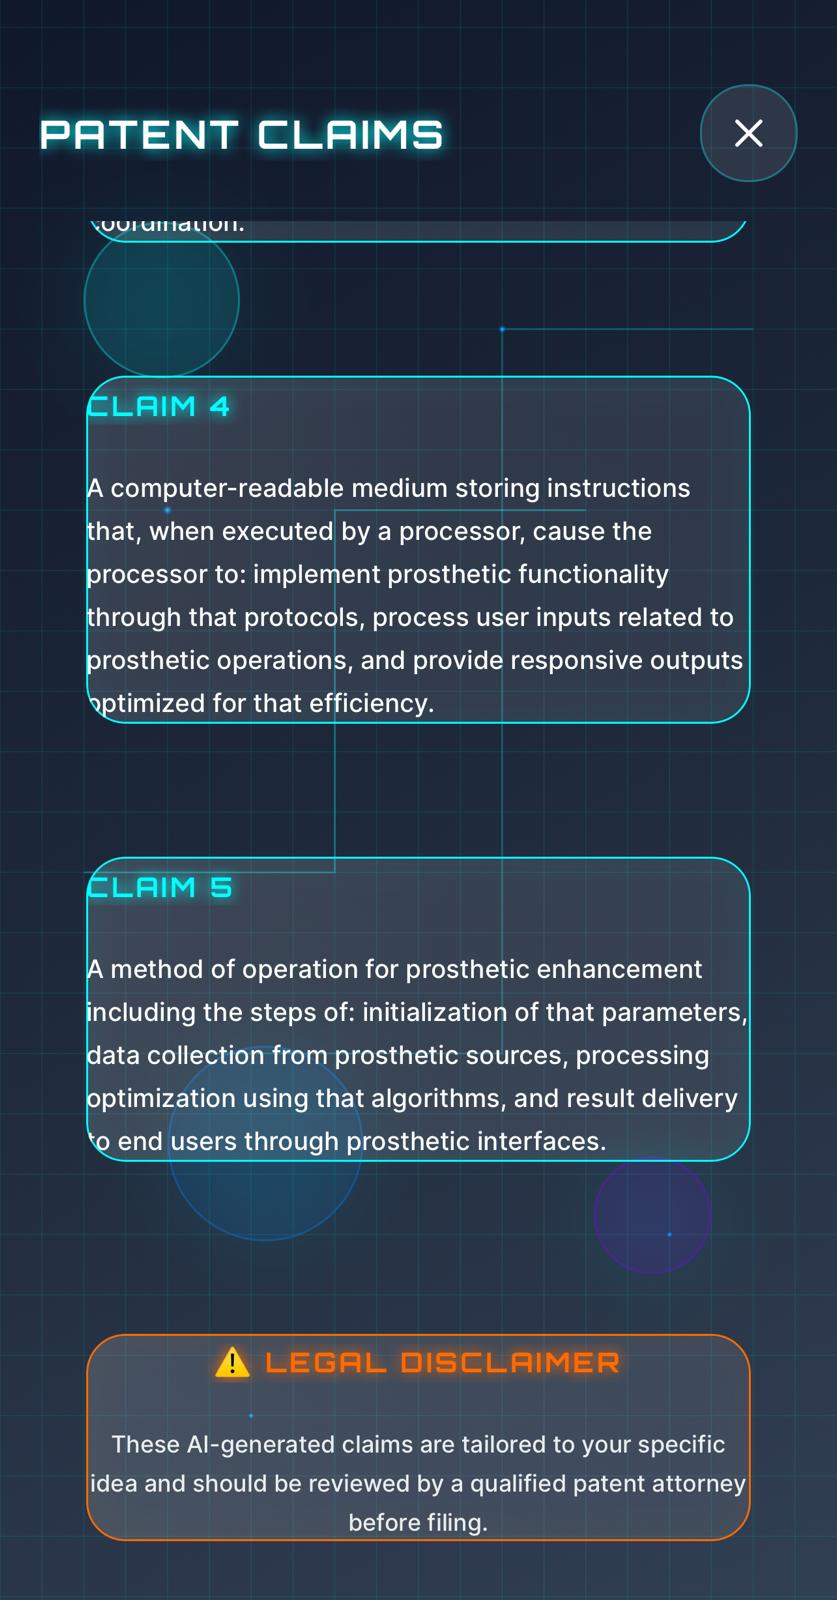 PATENT CLAIMS
coordination.
CLAIM 4
A computer-readable medium storing instructions
that, when executed by a processor, cause the
processor to: implement prosthetic functionality
through that protocols, process user inputs related to
prosthetic operations, and provide responsive outputs
optimized for that efficiency.
CLAIM 5
A method of operation for prosthetic enhancement
including the steps of: initialization of that parameters,
data collection from prosthetic sources, processing
optimization using that algorithms, and result delivery
to end users through prosthetic interfaces.
⚠️ LEGAL DISCLAIMER
These AI-generated claims are tailored to your specific
idea and should be reviewed by a qualified patent attorney
before filing.